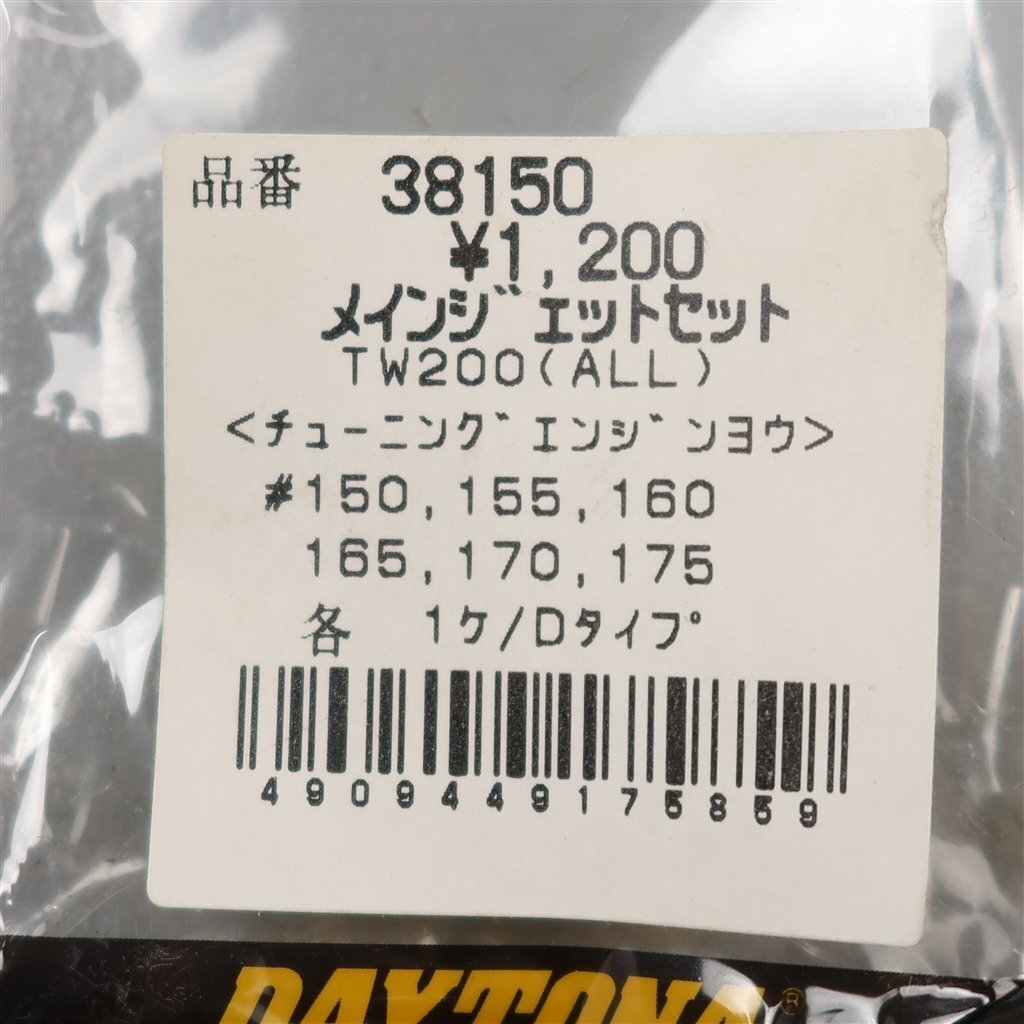 品番 38150
¥1,200
メインジェットセット
TW200(ALL)
<チューニングエンジンヨウ>
#150,155,160
165,170,175
各 1ケ/Dタイプ
4909449175859
DAYTONA®